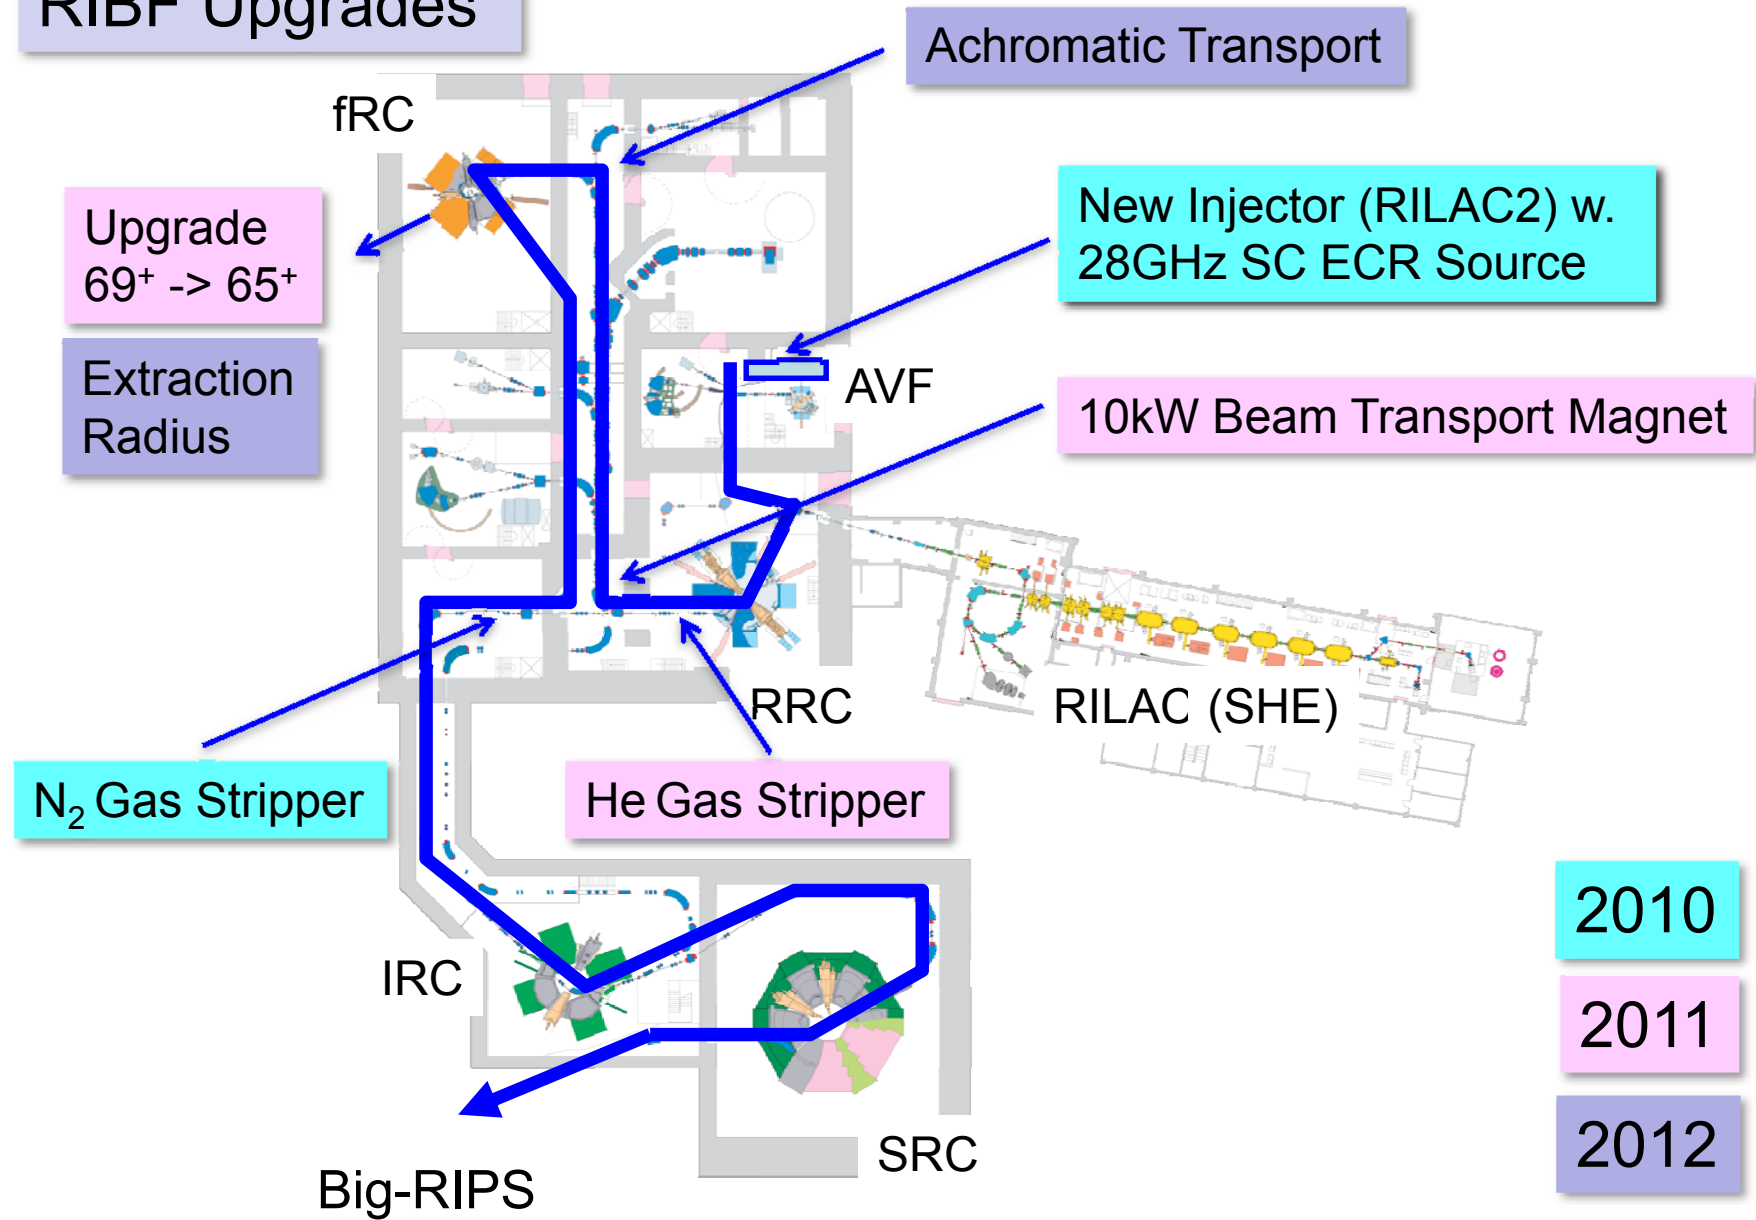 RIBF Upgrades
Achromatic Transport
fRC
Upgrade
69⁺ -> 65⁺
New Injector (RILAC2) w.
28GHz SC ECR Source
Extraction
Radius
AVF
10kW Beam Transport Magnet
RRC
RILAC (SHE)
N₂ Gas Stripper
He Gas Stripper
2010
IRC
2011
SRC
2012
Big-RIPS